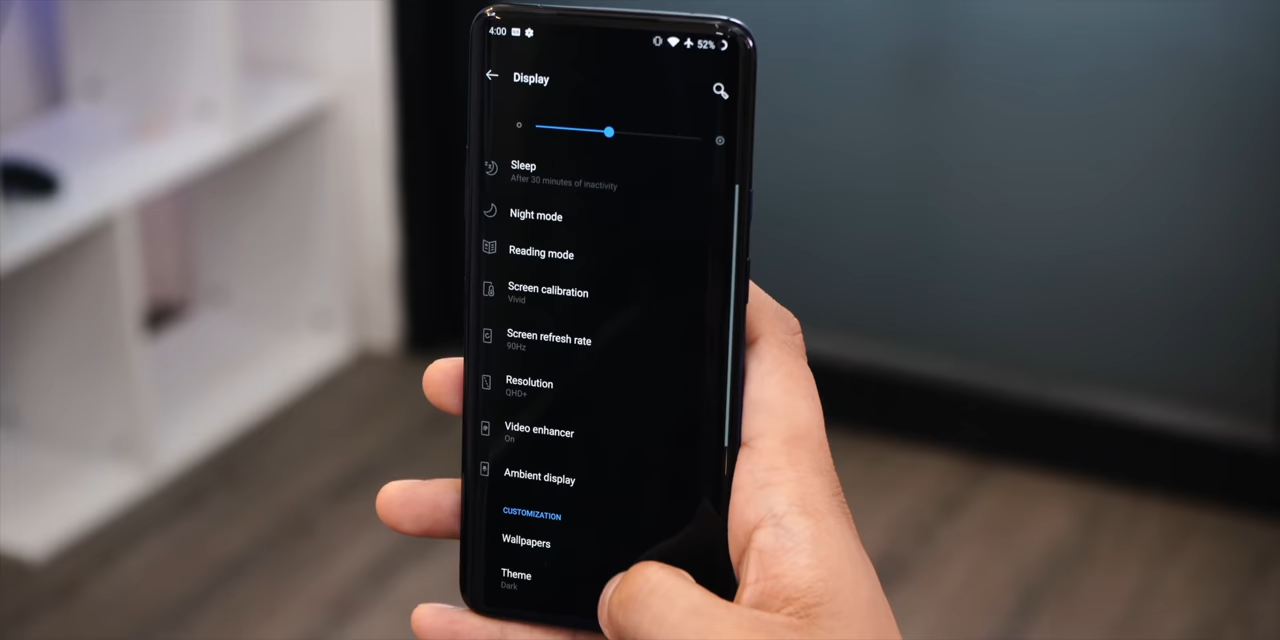 4:00
52%
Display
Sleep
After 30 minutes of inactivity
Night mode
Reading mode
Screen calibration
Vivid
Screen refresh rate
90Hz
Resolution
QHD+
Video enhancer
On
Ambient display
CUSTOMIZATION
Wallpapers
Theme
Dark